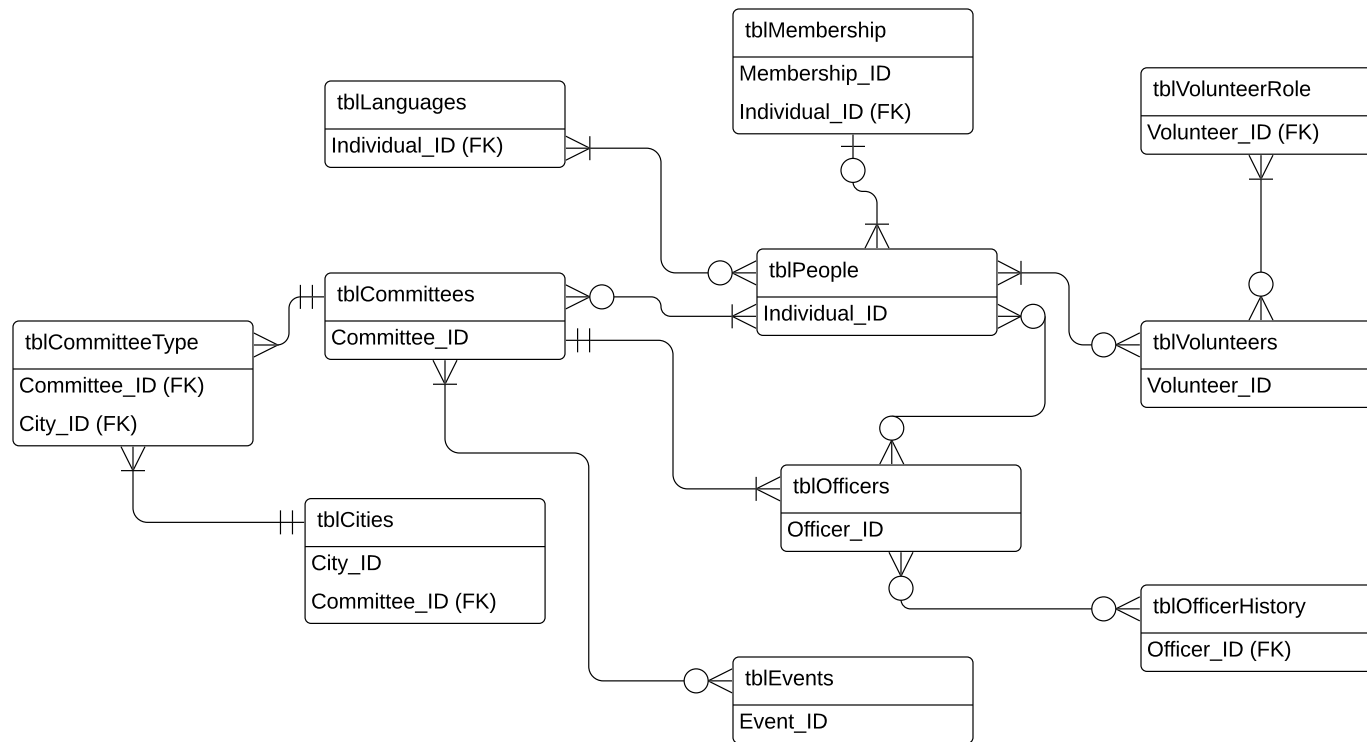 tblMembership
Membership_ID
Individual_ID (FK)
tblLanguages
Individual_ID (FK)
tblVolunteerRole
Volunteer_ID (FK)
tblPeople
Individual_ID
tblCommittees
Committee_ID
tblCommitteeType
Committee_ID (FK)
City_ID (FK)
tblVolunteers
Volunteer_ID
tblOfficers
Officer_ID
tblCities
City_ID
Committee_ID (FK)
tblOfficerHistory
Officer_ID (FK)
tblEvents
Event_ID